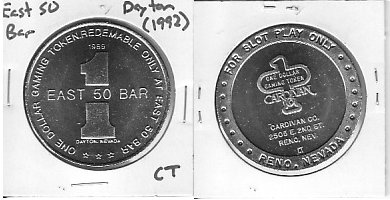 East 50
Bar
Dayton
(1992)
ONE DOLLAR GAMING TOKEN REDEEMABLE ONLY AT EAST 50 BAR
1989
1
EAST 50 BAR
DAYTON, NEVADA
CT
FOR SLOT PLAY ONLY
ONE DOLLAR
GAMING TOKEN
CARDIVAN
CARDIVAN CO.
2505 E. 2ND. ST.
RENO, NEV.
CT
RENO, NEVADA